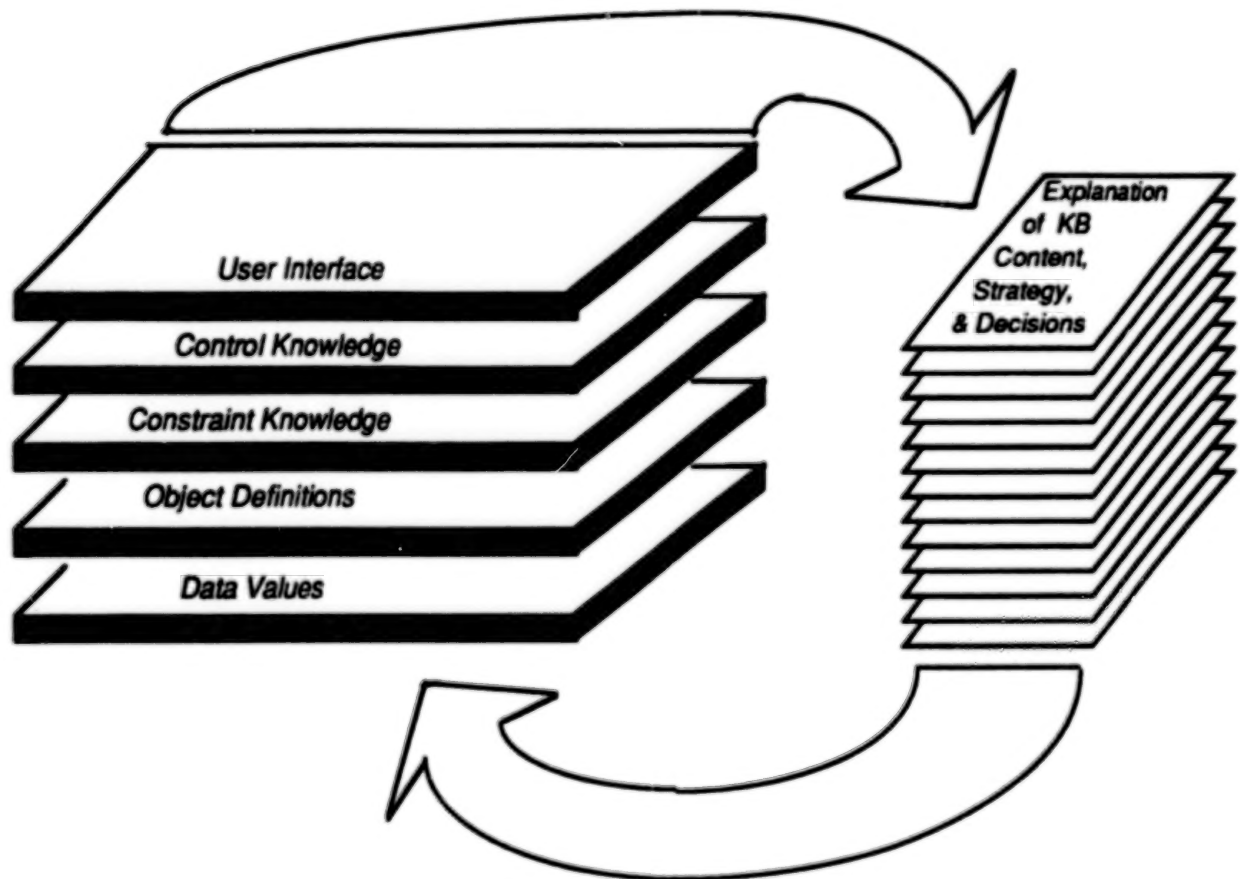 User Interface
Control Knowledge
Constraint Knowledge
Object Definitions
Data Values
Explanation
of KB
Content,
Strategy,
& Decisions